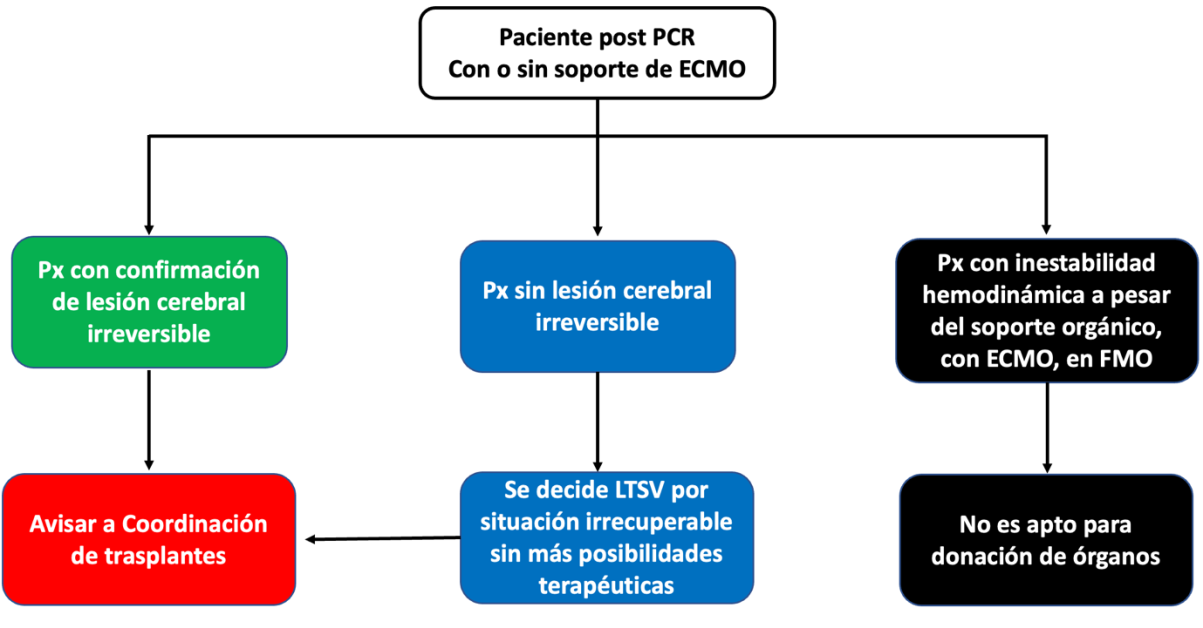 Paciente post PCR
Con o sin soporte de ECMO
Px con confirmación
de lesión cerebral
irreversible
Px sin lesión cerebral
irreversible
Px con inestabilidad
hemodinámica a pesar
del soporte orgánico,
con ECMO, en FMO
Avisar a Coordinación
de trasplantes
Se decide LTSV por
situación irrecuperable
sin más posibilidades
terapéuticas
No es apto para
donación de órganos